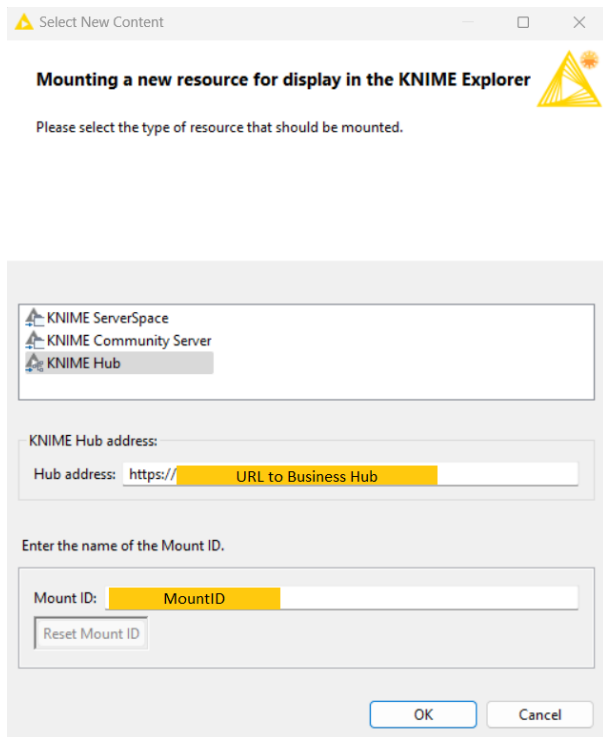 Select New Content
Mounting a new resource for display in the KNIME Explorer
Please select the type of resource that should be mounted.
KNIME ServerSpace
KNIME Community Server
KNIME Hub
KNIME Hub address:
Hub address: https:// URL to Business Hub
Enter the name of the Mount ID.
Mount ID: MountID
Reset Mount ID
OK Cancel